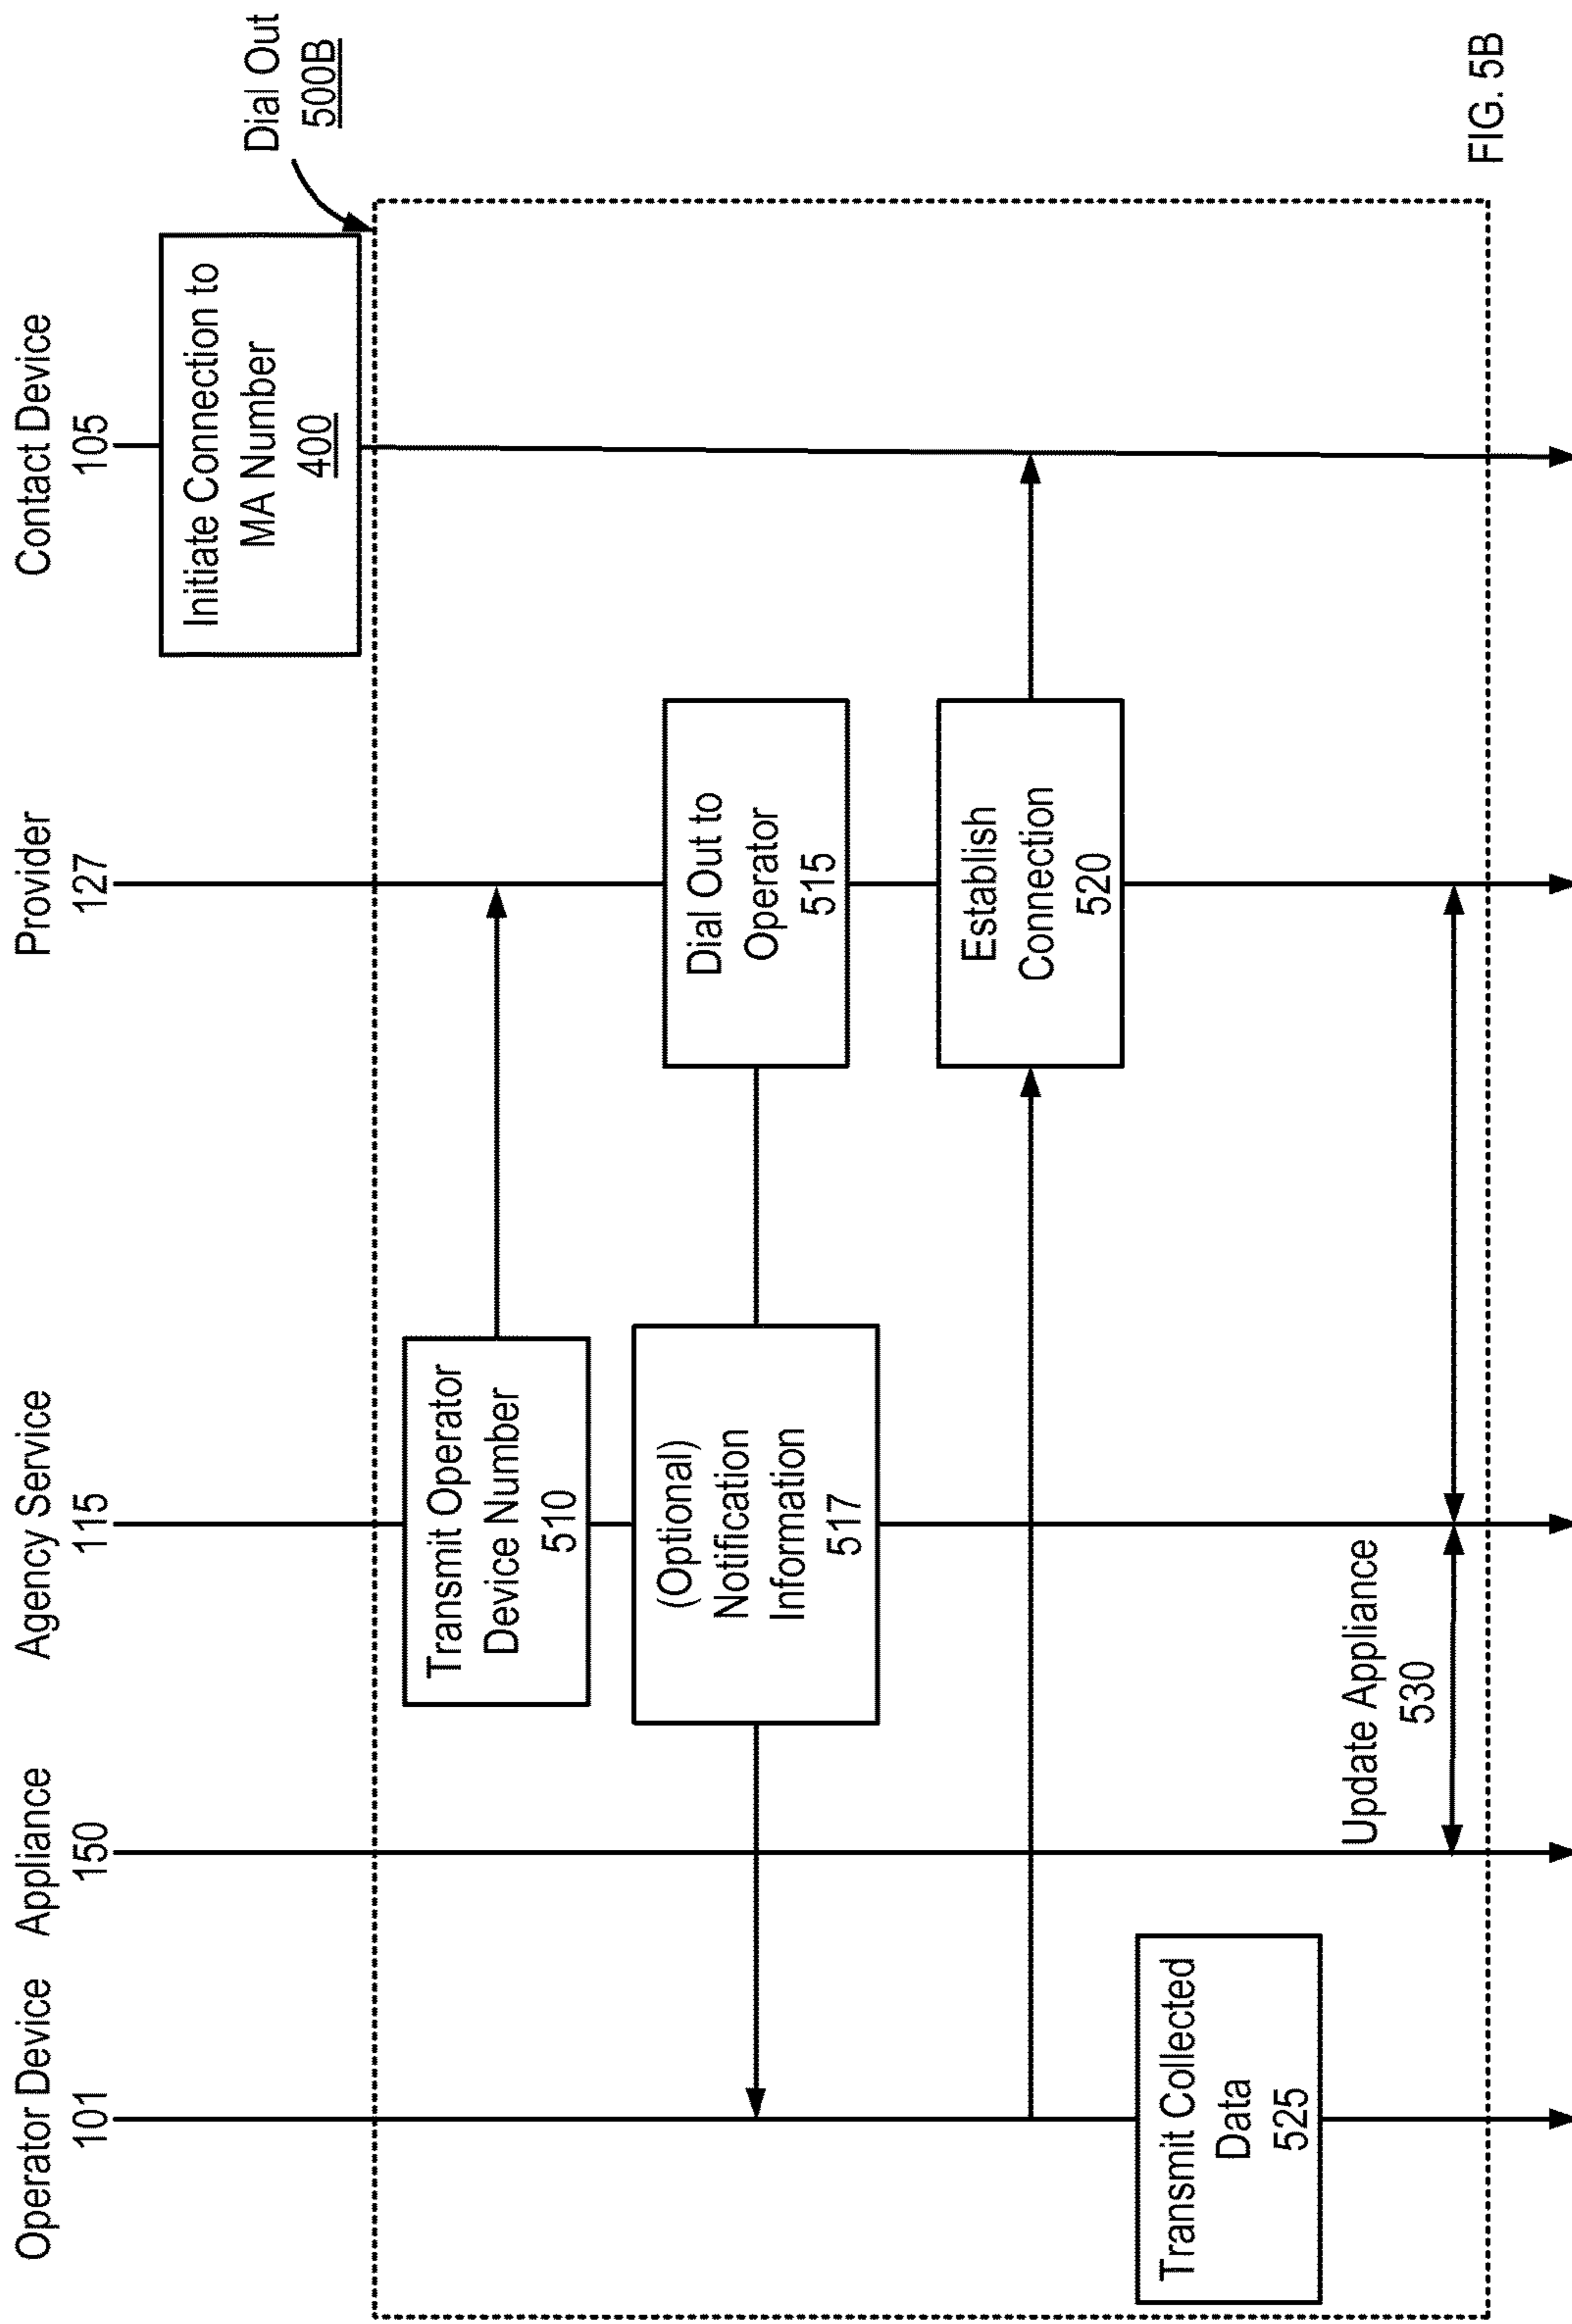 Operator Device
101
Appliance
150
Agency Service
115
Provider
127
Contact Device
105
Initiate Connection to
MA Number
400
Dial Out
500B
Transmit Operator
Device Number
510
(Optional)
Notification
Information
517
Dial Out to
Operator
515
Establish
Connection
520
Transmit Collected
Data
525
Update Appliance
530
FIG. 5B